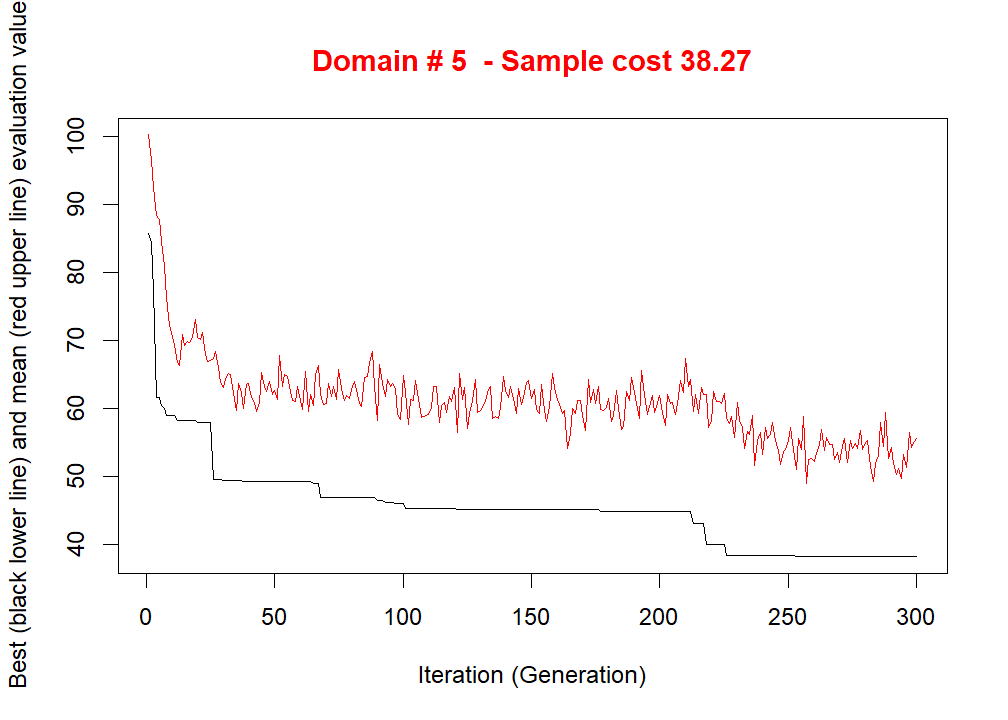 Domain # 5  - Sample cost 38.27
Best (black lower line) and mean (red upper line) evaluation value
100
90
80
70
60
50
40
0 50 100 150 200 250 300
Iteration (Generation)